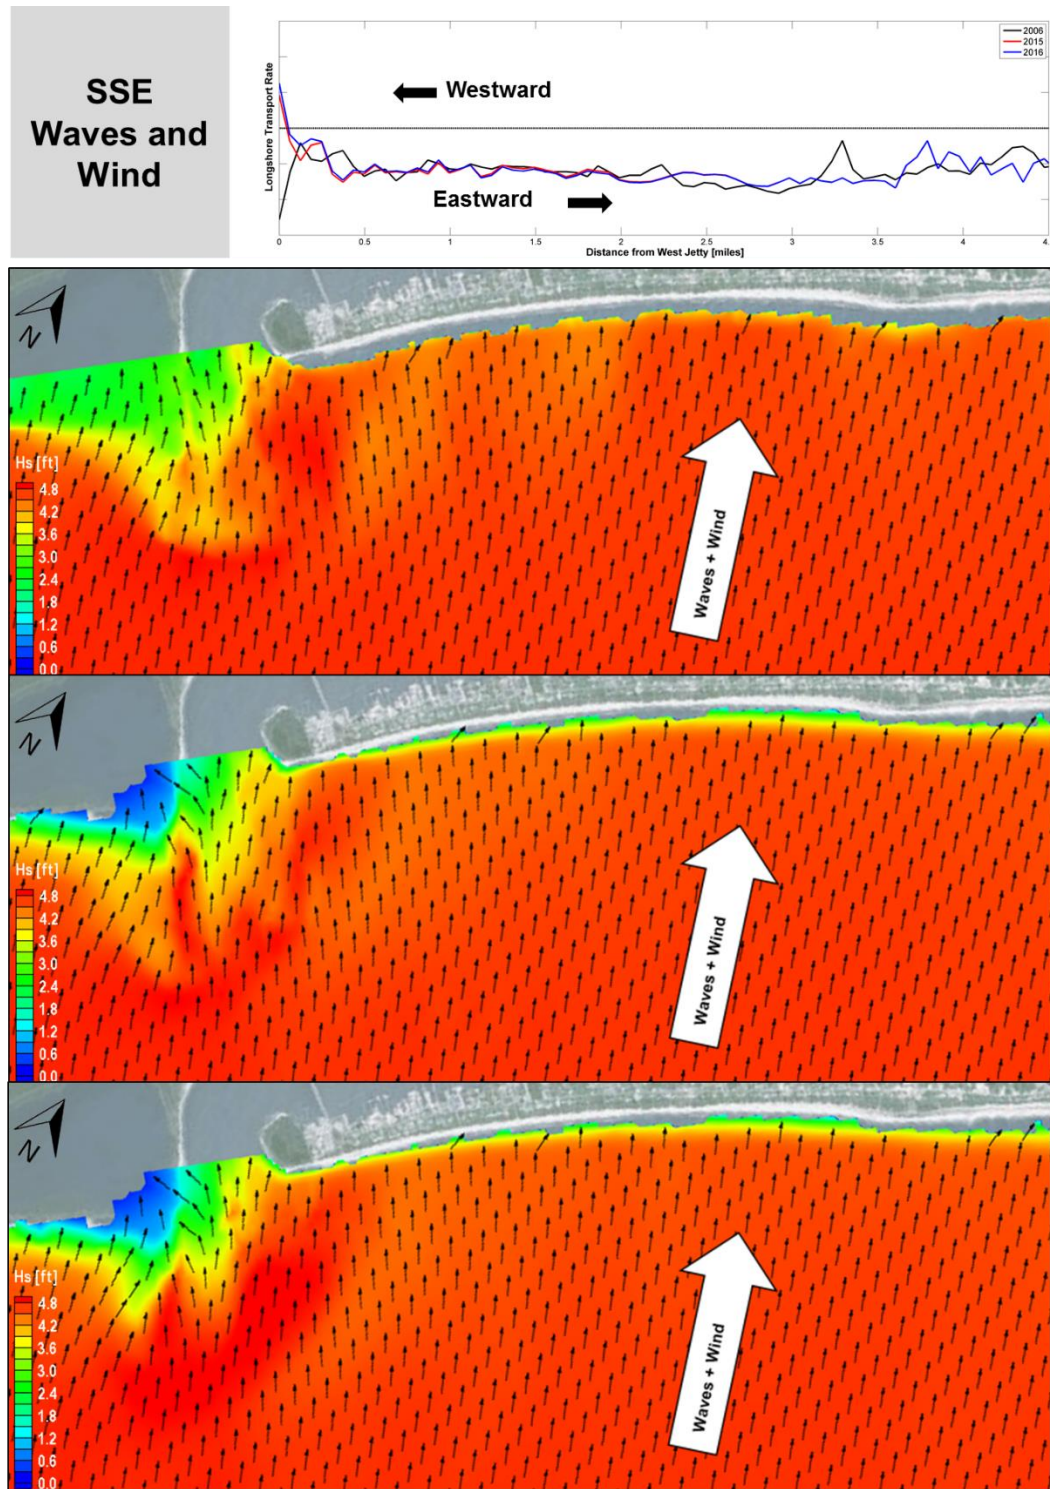 SSE
Waves and
Wind
Longshore Transport Rate
2006
2015
2016
Westward
Eastward
0 0.5 1 1.5 2 2.5 3 3.5 4 4.
Distance from West Jetty [miles]
N
Hs [ft]
4.8
4.2
3.6
3.0
2.4
1.8
1.2
0.6
0.0
Waves + Wind
N
Hs [ft]
4.8
4.2
3.6
3.0
2.4
1.8
1.2
0.6
0.0
Waves + Wind
N
Hs [ft]
4.8
4.2
3.6
3.0
2.4
1.8
1.2
0.6
0.0
Waves + Wind